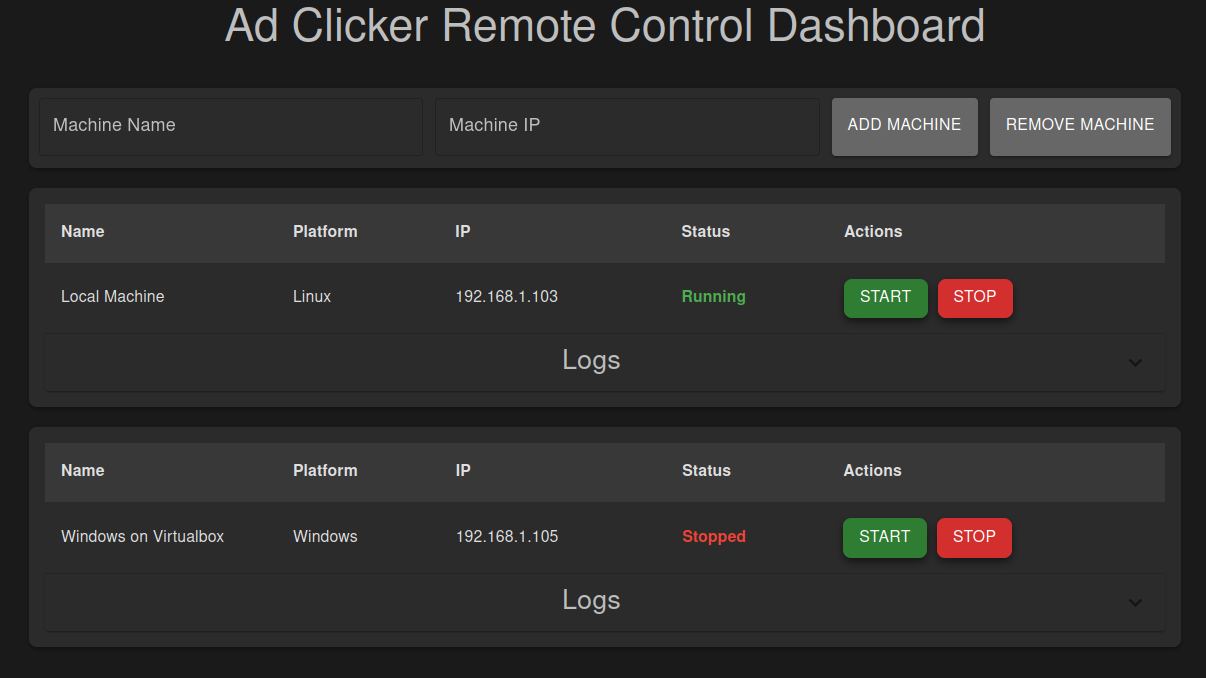 Ad Clicker Remote Control Dashboard
Machine Name Machine IP ADD MACHINE REMOVE MACHINE
Name Platform IP Status Actions
Local Machine Linux 192.168.1.103 Running START STOP
Logs
Name Platform IP Status Actions
Windows on Virtualbox Windows 192.168.1.105 Stopped START STOP
Logs